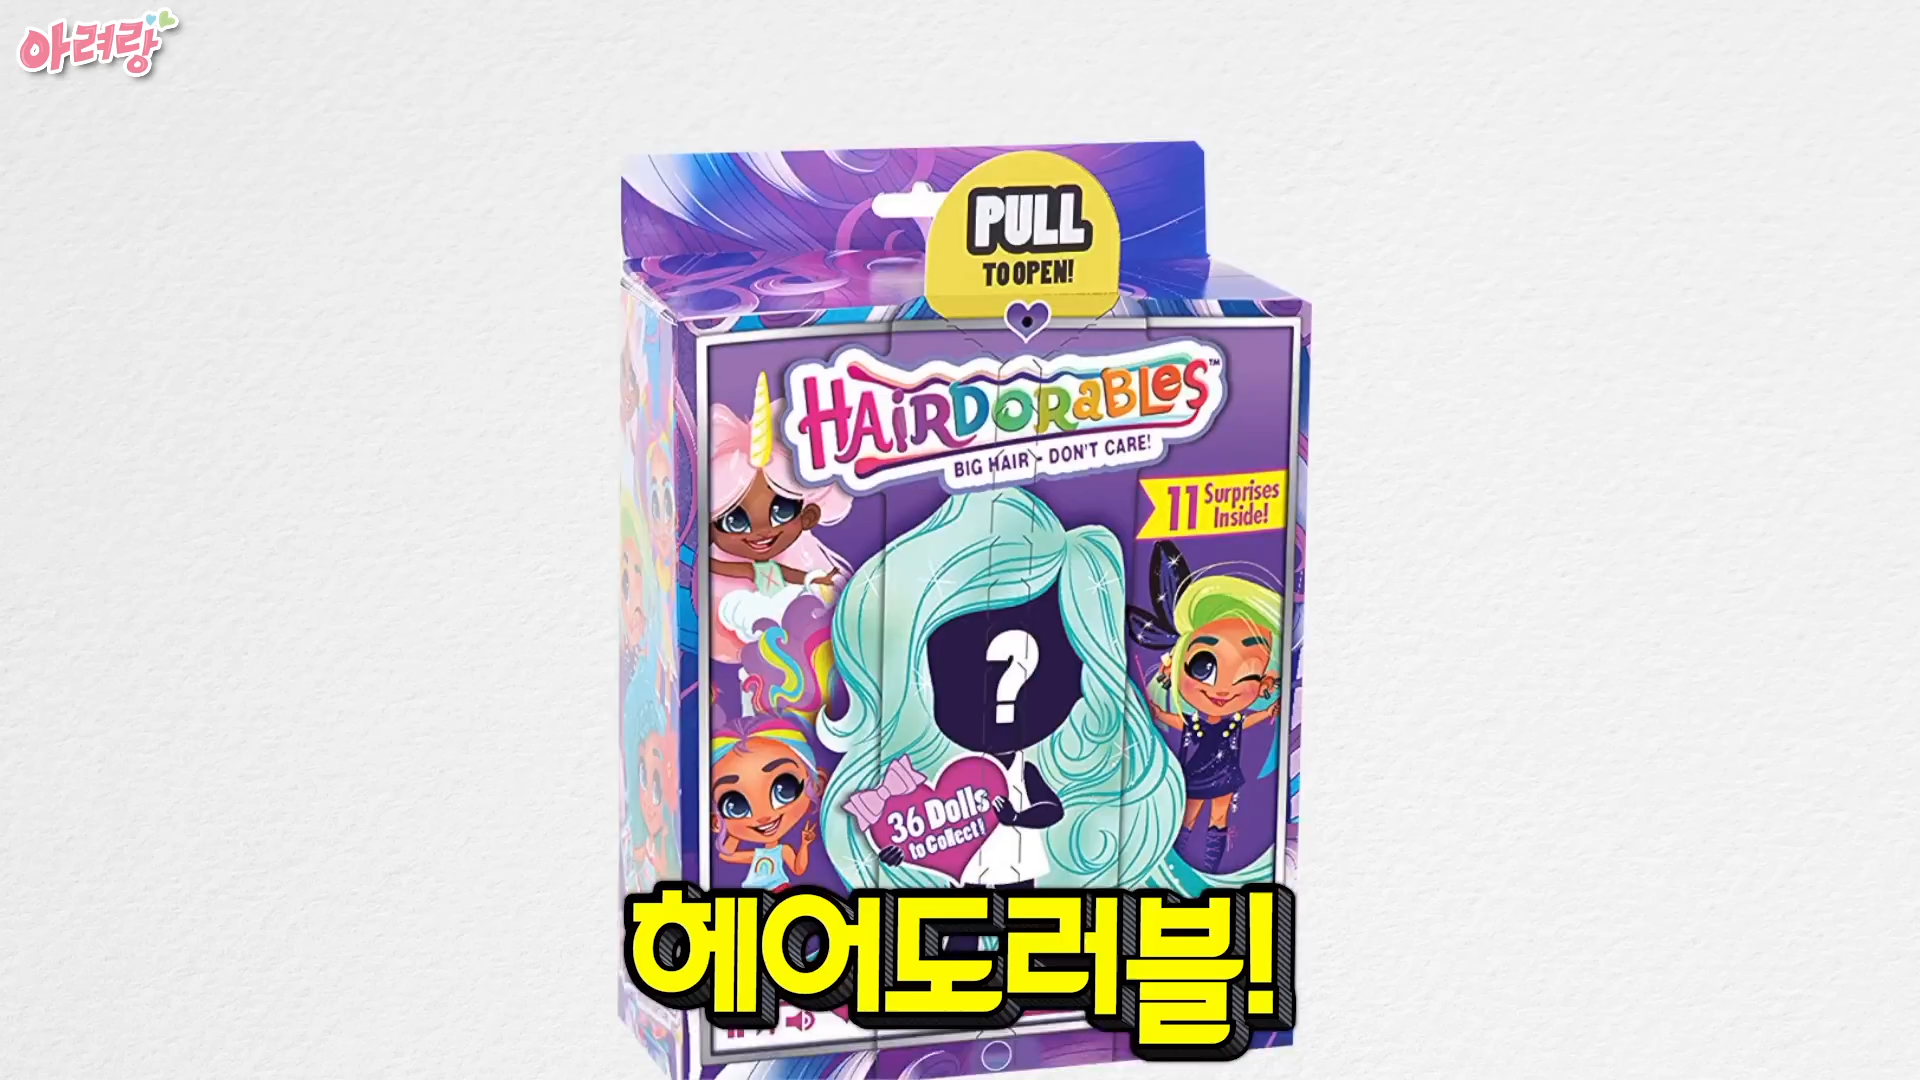 아려랑
PULL
TO OPEN!
HAiRDORaBLes™
BIG HAIR - DON'T CARE!
11 Surprises
Inside!
?
36 Dolls
to Collect!
헤어도러블!